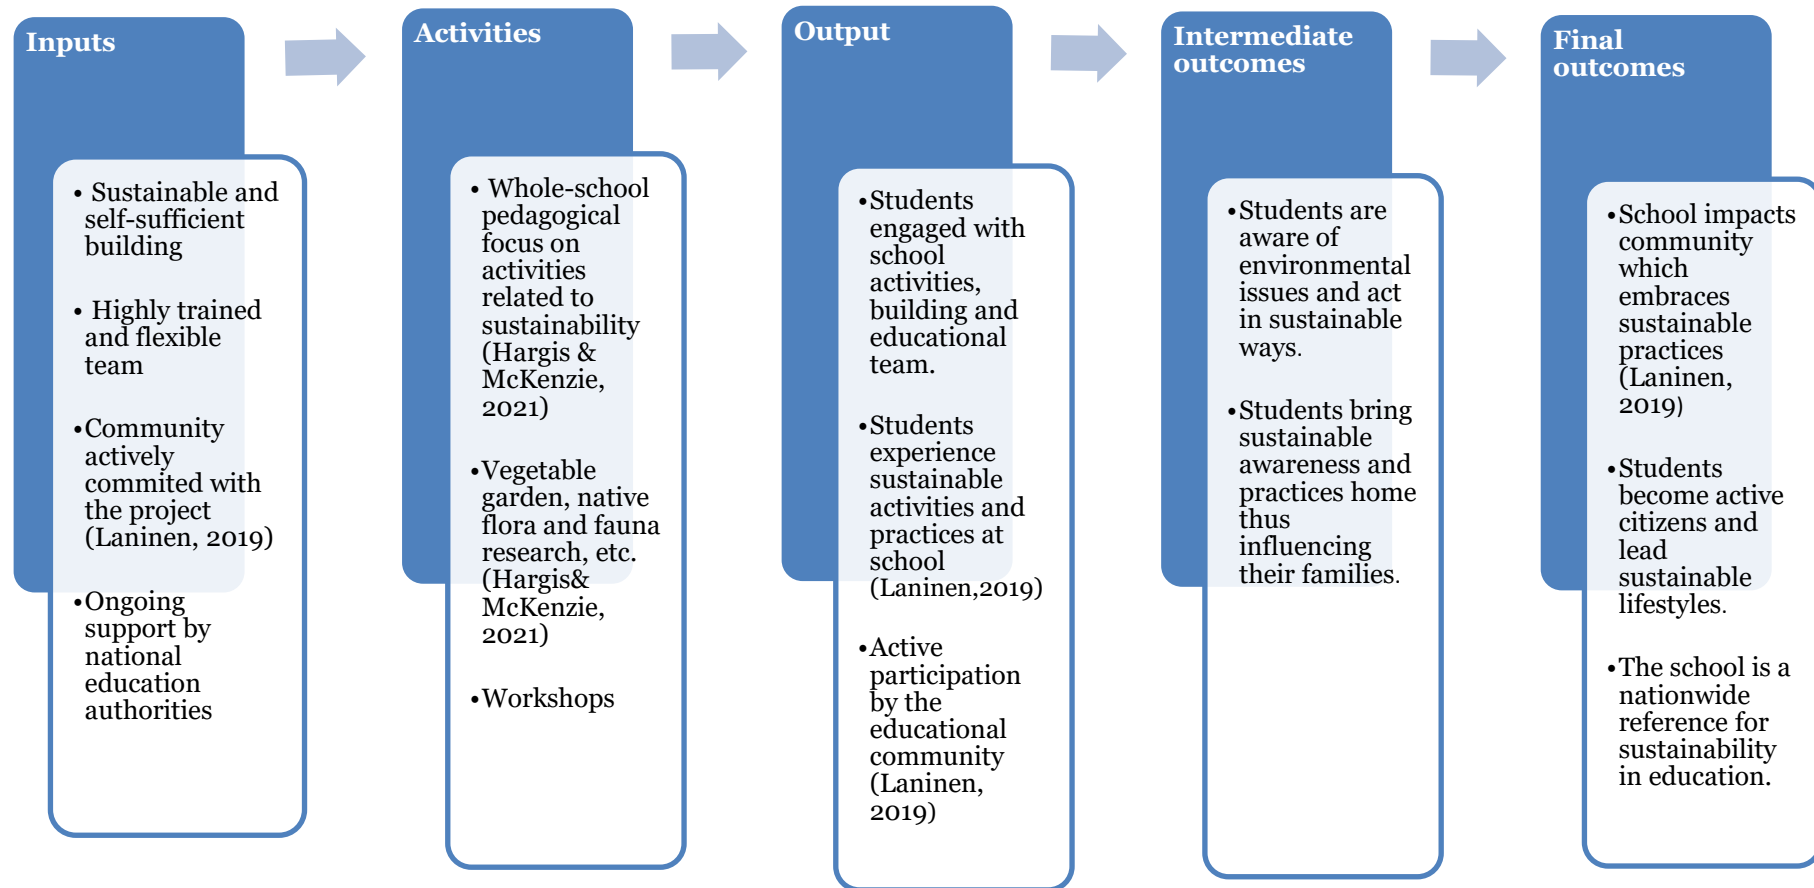 Inputs
• Sustainable and
self-sufficient
building
• Highly trained
and flexible
team
•Community
actively
commited with
the project
(Laninen, 2019)
•Ongoing
support by
national
education
authorities
Activities
• Whole-school
pedagogical
focus on
activities
related to
sustainability
(Hargis &
McKenzie,
2021)
•Vegetable
garden, native
flora and fauna
research, etc.
(Hargis&
McKenzie,
2021)
•Workshops
Output
•Students
engaged with
school
activities,
building and
educational
team.
•Students
experience
sustainable
activities and
practices at
school
(Laninen,2019)
•Active
participation
by the
educational
community
(Laninen,
2019)
Intermediate
outcomes
•Students are
aware of
environmental
issues and act
in sustainable
ways.
•Students bring
sustainable
awareness and
practices home
thus
influencing
their families.
Final
outcomes
•School impacts
community
which
embraces
sustainable
practices
(Laninen,
2019)
•Students
become active
citizens and
lead
sustainable
lifestyles.
•The school is a
nationwide
reference for
sustainability
in education.